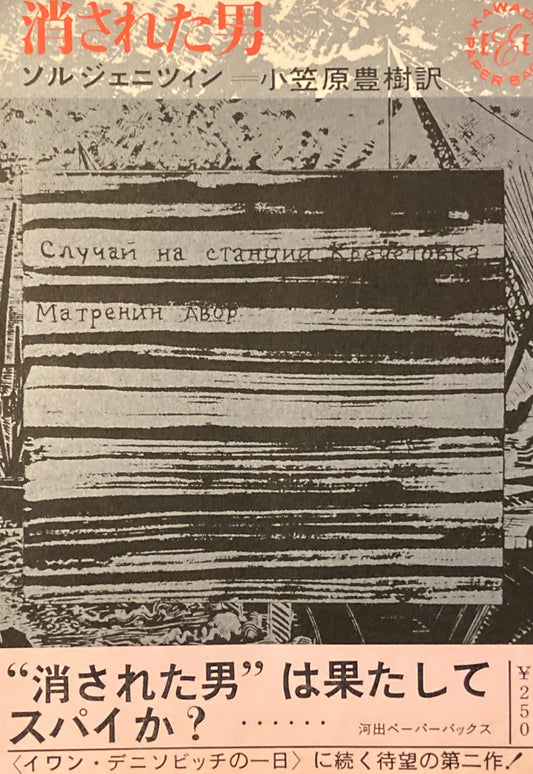 消された男
ソルジェニツィン=小笠原豊樹訳
KAWADE
PAPER BACKS
Случай на станции Кречетовка
Матренин двор
“消された男”は果たして
スパイか？ ‥‥‥
河出ペーパーバックス
¥250
〈イワン・デニソビッチの一日〉に続く待望の第二作！